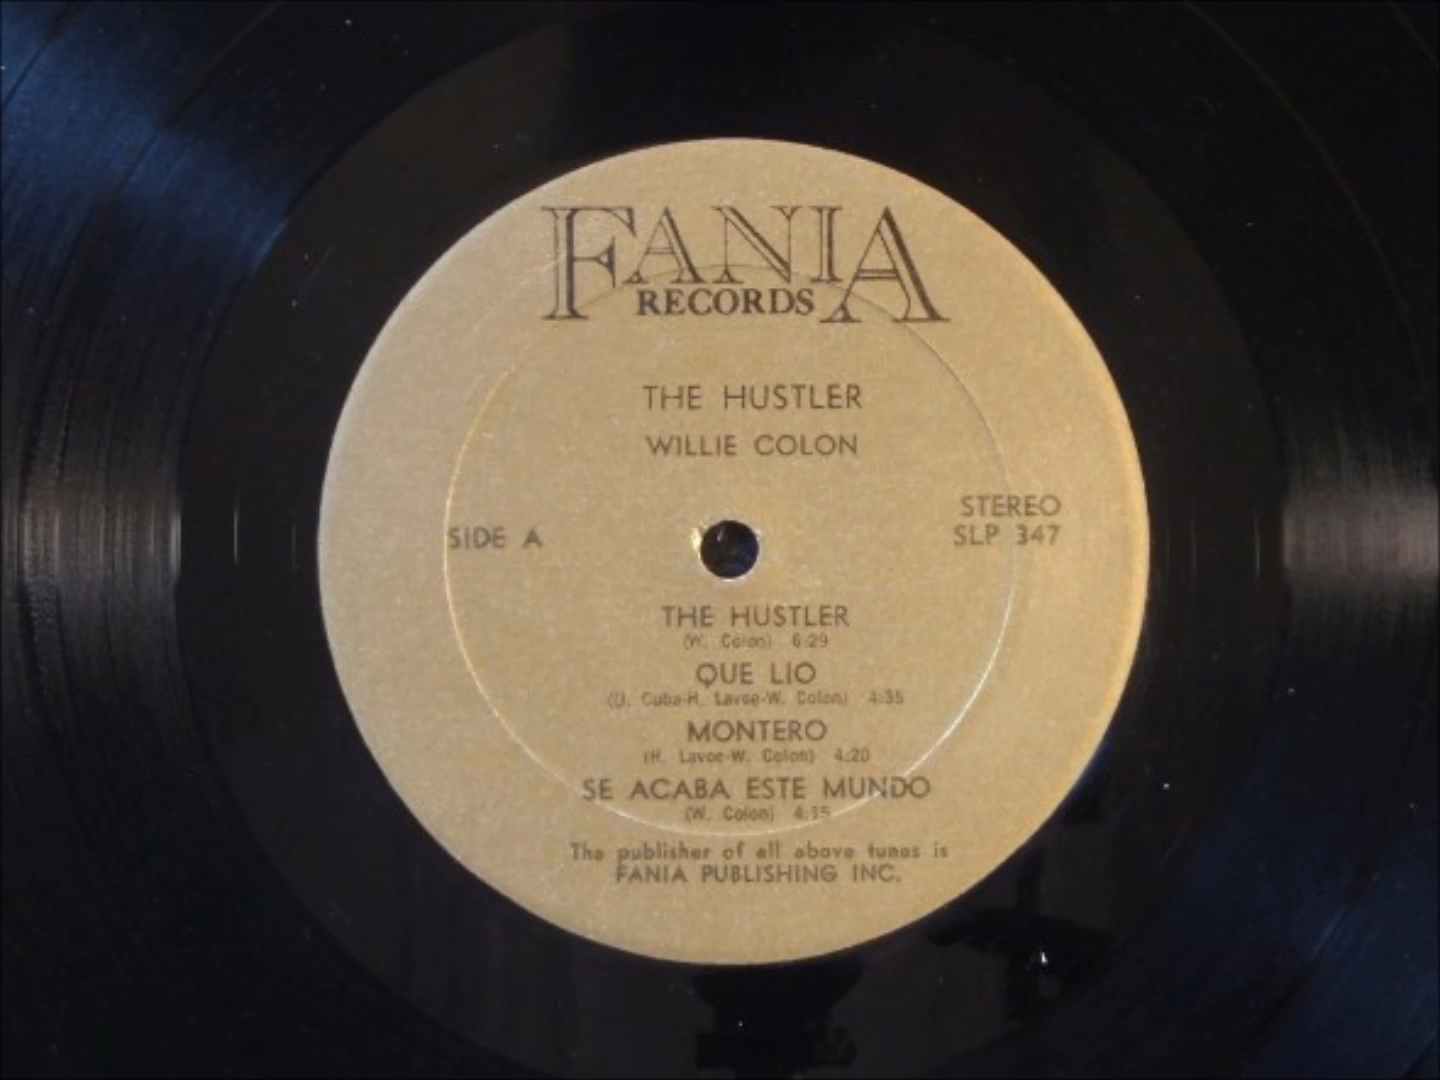 FANIA
RECORDS
THE HUSTLER
WILLIE COLON
SIDE A
STEREO
SLP 347
THE HUSTLER
(W. Colon) 6:29
QUE LIO
Cuba-H. Lavoe-W. Colon) 4:35
MONTERO
(H. Lavoe-W. Colon) 4:20
SE ACABA ESTE MUNDO
(W. Colon)
The publisher of all above tunes is
FANIA PUBLISHING INC.